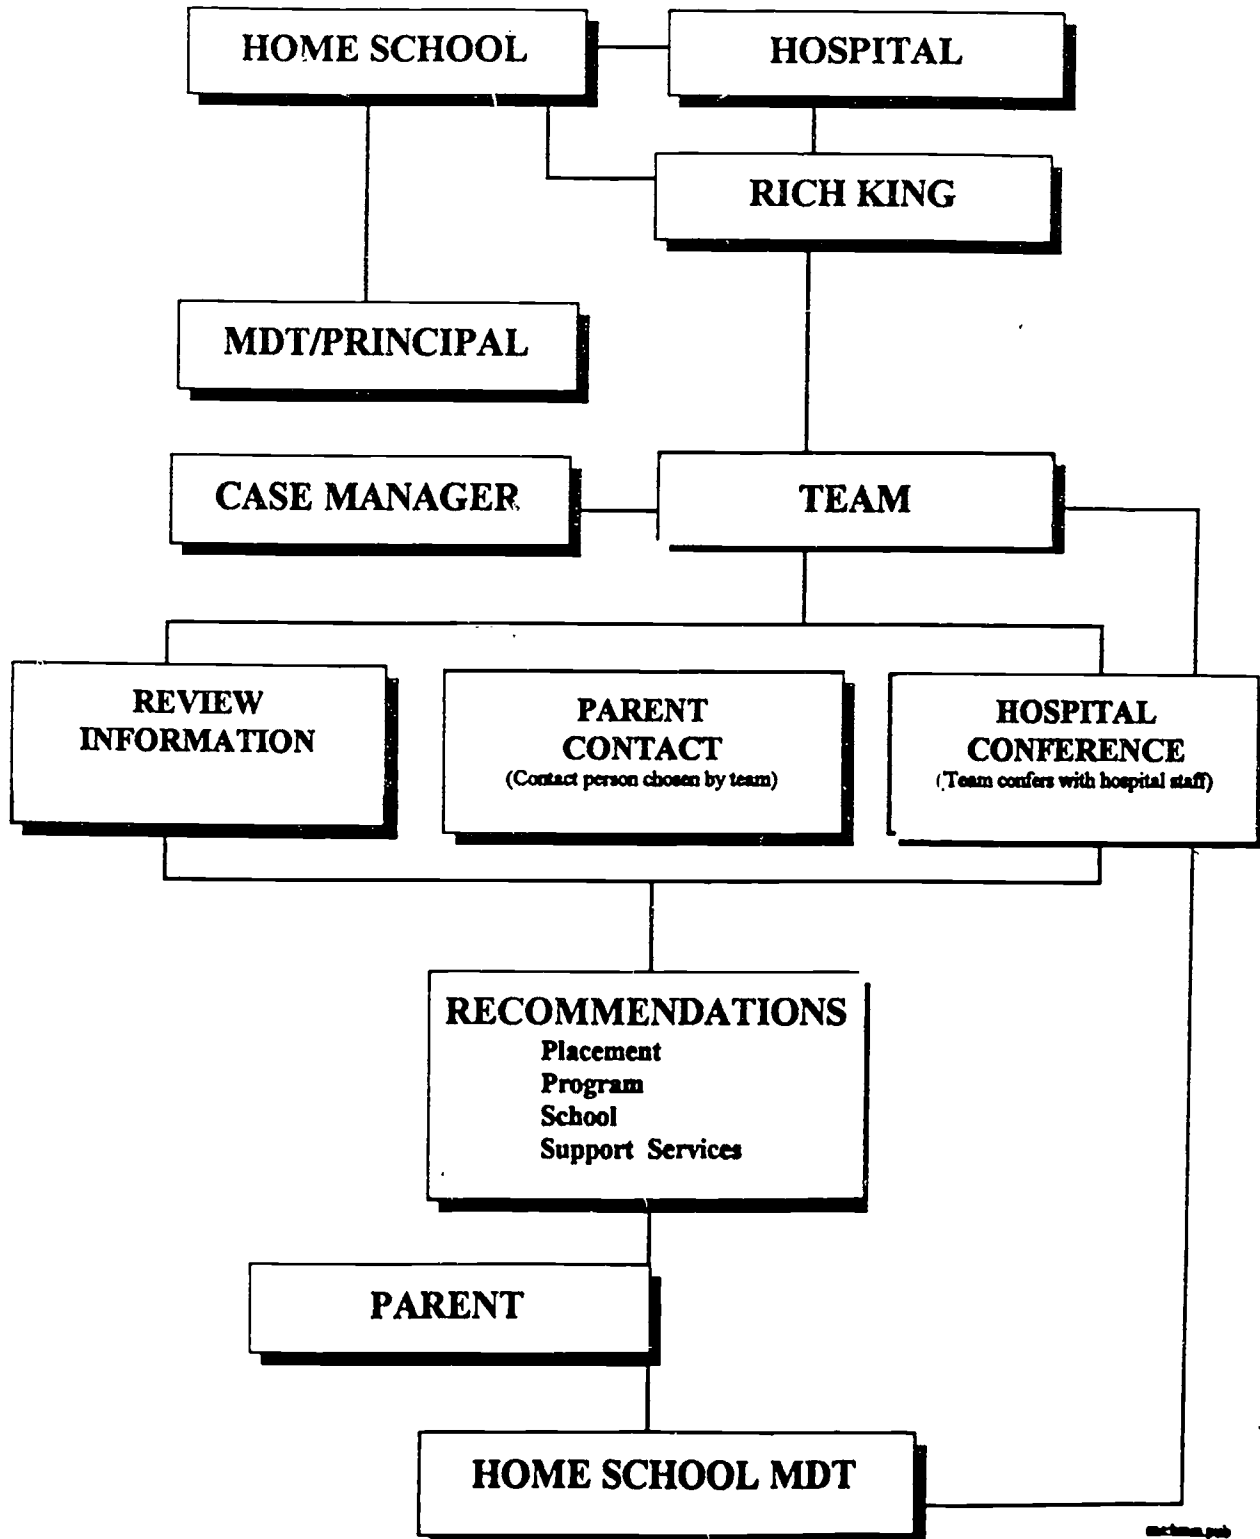 HOME SCHOOL
HOSPITAL
RICH KING
MDT/PRINCIPAL
CASE MANAGER
TEAM
REVIEW
INFORMATION
PARENT
CONTACT
(Contact person chosen by team)
HOSPITAL
CONFERENCE
(Team confers with hospital staff)
RECOMMENDATIONS
Placement
Program
School
Support Services
PARENT
HOME SCHOOL MDT